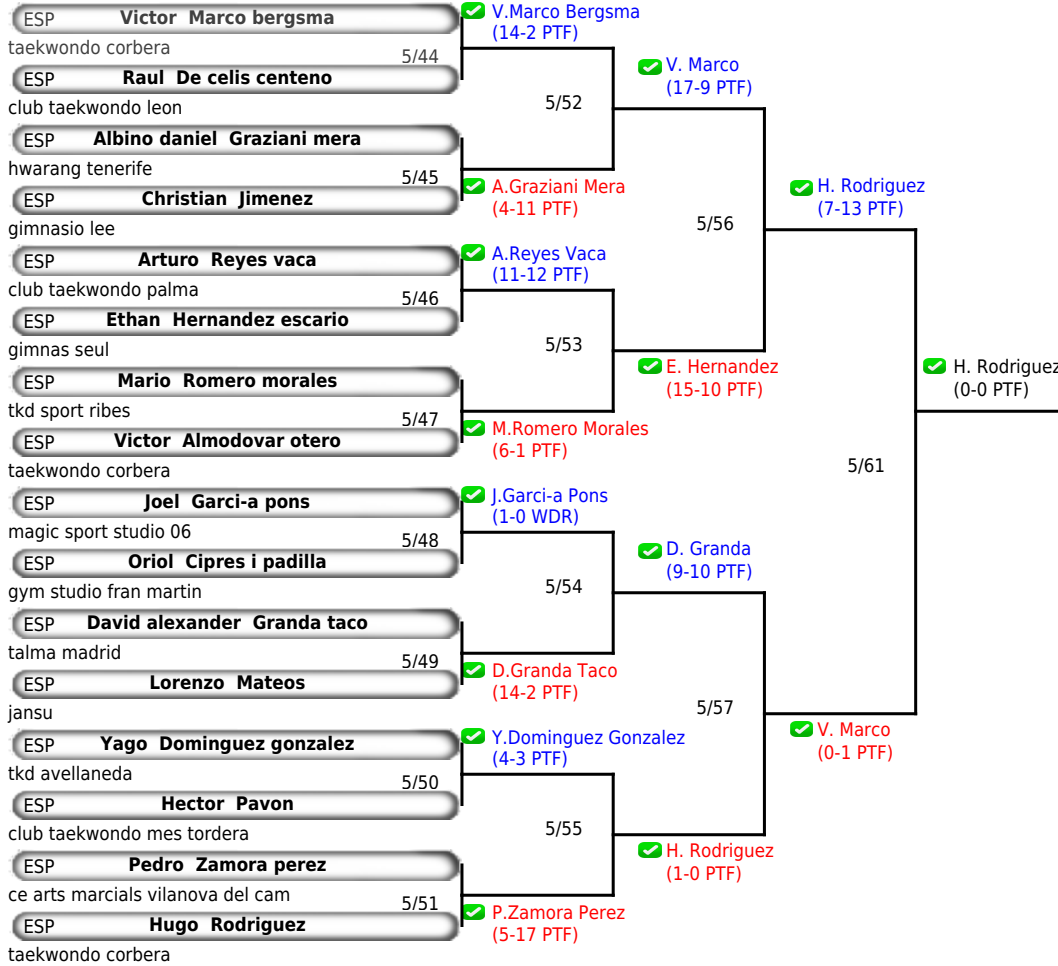 ESP Victor Marco bergsma
taekwondo corbera
5/44
ESP Raul De celis centeno
club taekwondo leon
ESP Albino daniel Graziani mera
hwarang tenerife
5/45
ESP Christian Jimenez
gimnasio lee
ESP Arturo Reyes vaca
club taekwondo palma
5/46
ESP Ethan Hernandez escario
gimnas seul
ESP Mario Romero morales
tkd sport ribes
5/47
ESP Victor Almodovar otero
taekwondo corbera
ESP Joel Garci-a pons
magic sport studio 06
5/48
ESP Oriol Cipres i padilla
gym studio fran martin
ESP David alexander Granda taco
talma madrid
5/49
ESP Lorenzo Mateos
jansu
ESP Yago Dominguez gonzalez
tkd avellaneda
5/50
ESP Hector Pavon
club taekwondo mes tordera
ESP Pedro Zamora perez
ce arts marcials vilanova del cam
5/51
ESP Hugo Rodriguez
taekwondo corbera
V.Marco Bergsma
(14-2 PTF)
5/52
A.Graziani Mera
(4-11 PTF)
A.Reyes Vaca
(11-12 PTF)
5/53
M.Romero Morales
(6-1 PTF)
J.Garci-a Pons
(1-0 WDR)
5/54
D.Granda Taco
(14-2 PTF)
Y.Dominguez Gonzalez
(4-3 PTF)
5/55
P.Zamora Perez
(5-17 PTF)
V. Marco
(17-9 PTF)
5/56
E. Hernandez
(15-10 PTF)
D. Granda
(9-10 PTF)
5/57
H. Rodriguez
(1-0 PTF)
H. Rodriguez
(7-13 PTF)
5/61
V. Marco
(0-1 PTF)
H. Rodriguez
(0-0 PTF)